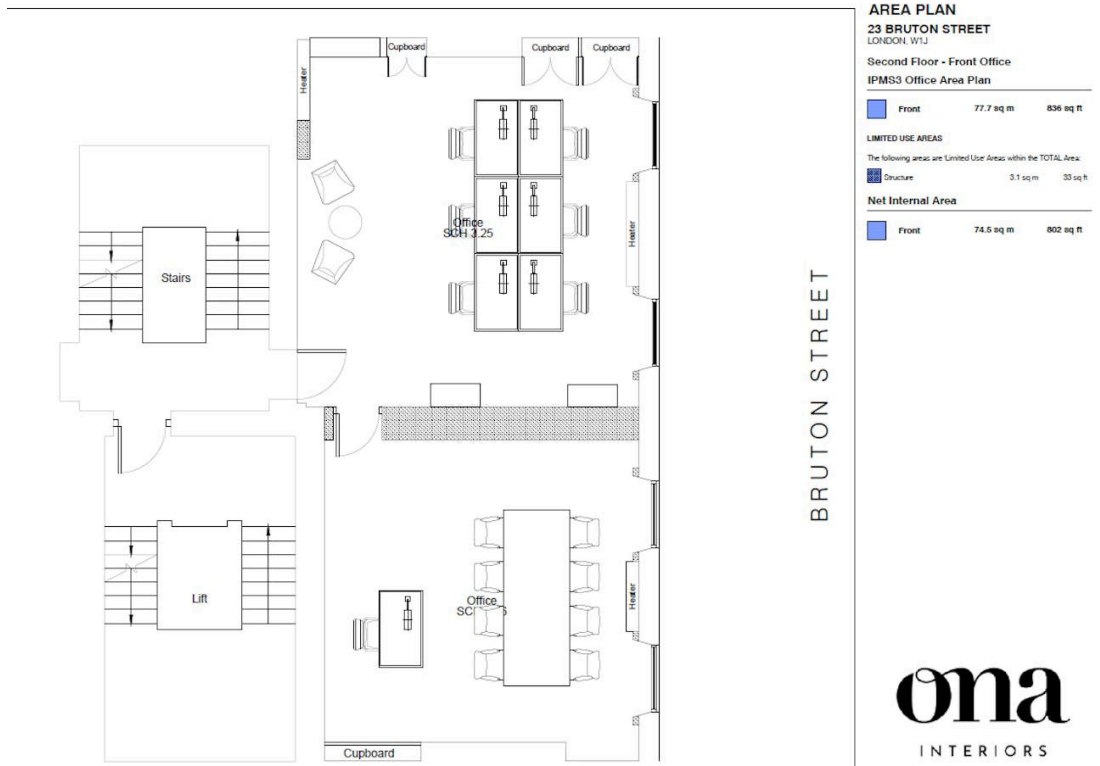 AREA PLAN
23 BRUTON STREET
LONDON, W1J
Second Floor - Front Office
IPMS3 Office Area Plan
Front 77.7 sq m 836 sq ft
LIMITED USE AREAS
The following areas are 'Limited Use' Areas within the TOTAL Area:
Structure 3.1 sq m 33 sq ft
Net Internal Area
Front 74.5 sq m 802 sq ft
Cupboard
Cupboard
Cupboard
Heater
Office
SCH 3.25
Heater
Stairs
BRUTON STREET
Lift
Office
Heater
Cupboard
ona
INTERIORS